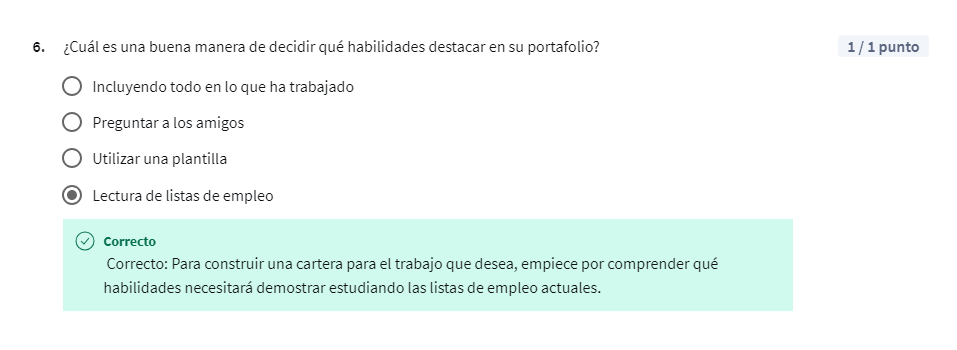 6. ¿Cuál es una buena manera de decidir qué habilidades destacar en su portafolio?
1 / 1 punto
Incluyendo todo en lo que ha trabajado
Preguntar a los amigos
Utilizar una plantilla
Lectura de listas de empleo
Correcto
Correcto: Para construir una cartera para el trabajo que desea, empiece por comprender qué
habilidades necesitará demostrar estudiando las listas de empleo actuales.